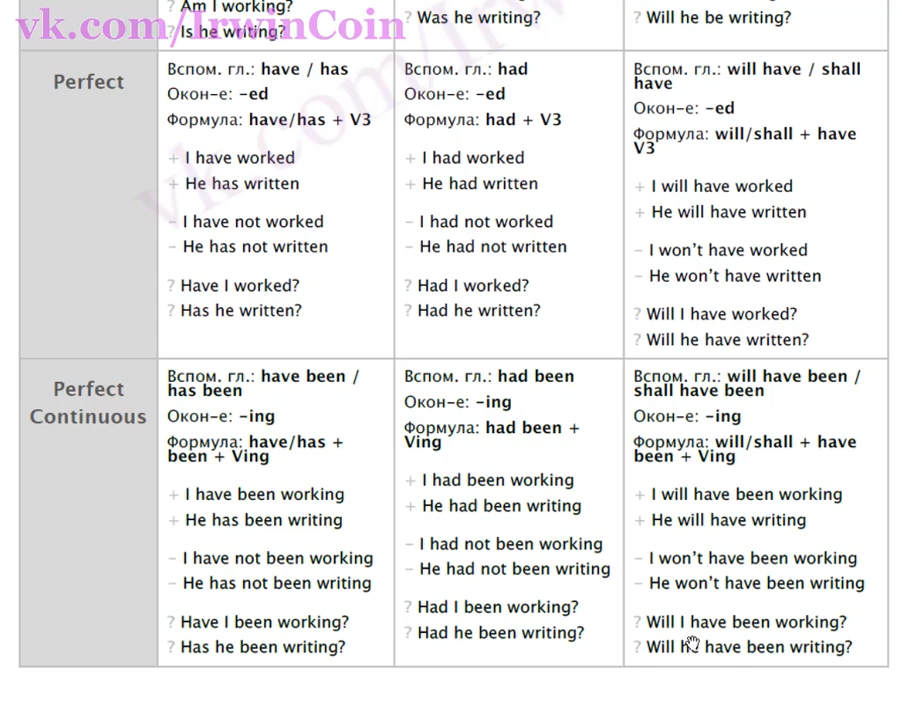 ? Am I working?
? Is he writing?
? Was he writing?
? Will he be writing?
vk.com/IrwinCoin
Perfect
Вспом. гл.: have / has
Окон-е: -ed
Формула: have/has + V3
+ I have worked
+ He has written
- I have not worked
- He has not written
? Have I worked?
? Has he written?
Вспом. гл.: had
Окон-е: -ed
Формула: had + V3
+ I had worked
+ He had written
- I had not worked
- He had not written
? Had I worked?
? Had he written?
Вспом. гл.: will have / shall
have
Окон-е: -ed
Формула: will/shall + have
V3
+ I will have worked
+ He will have written
- I won't have worked
- He won't have written
? Will I have worked?
? Will he have written?
Perfect
Continuous
Вспом. гл.: have been /
has been
Окон-е: -ing
Формула: have/has +
been + Ving
+ I have been working
+ He has been writing
- I have not been working
- He has not been writing
? Have I been working?
? Has he been writing?
Вспом. гл.: had been
Окон-е: -ing
Формула: had been +
Ving
+ I had been working
+ He had been writing
- I had not been working
- He had not been writing
? Had I been working?
? Had he been writing?
Вспом. гл.: will have been /
shall have been
Окон-е: -ing
Формула: will/shall + have
been + Ving
+ I will have been working
+ He will have writing
- I won't have been working
- He won't have been writing
? Will I have been working?
? Will he have been writing?
vk.com/Irwin